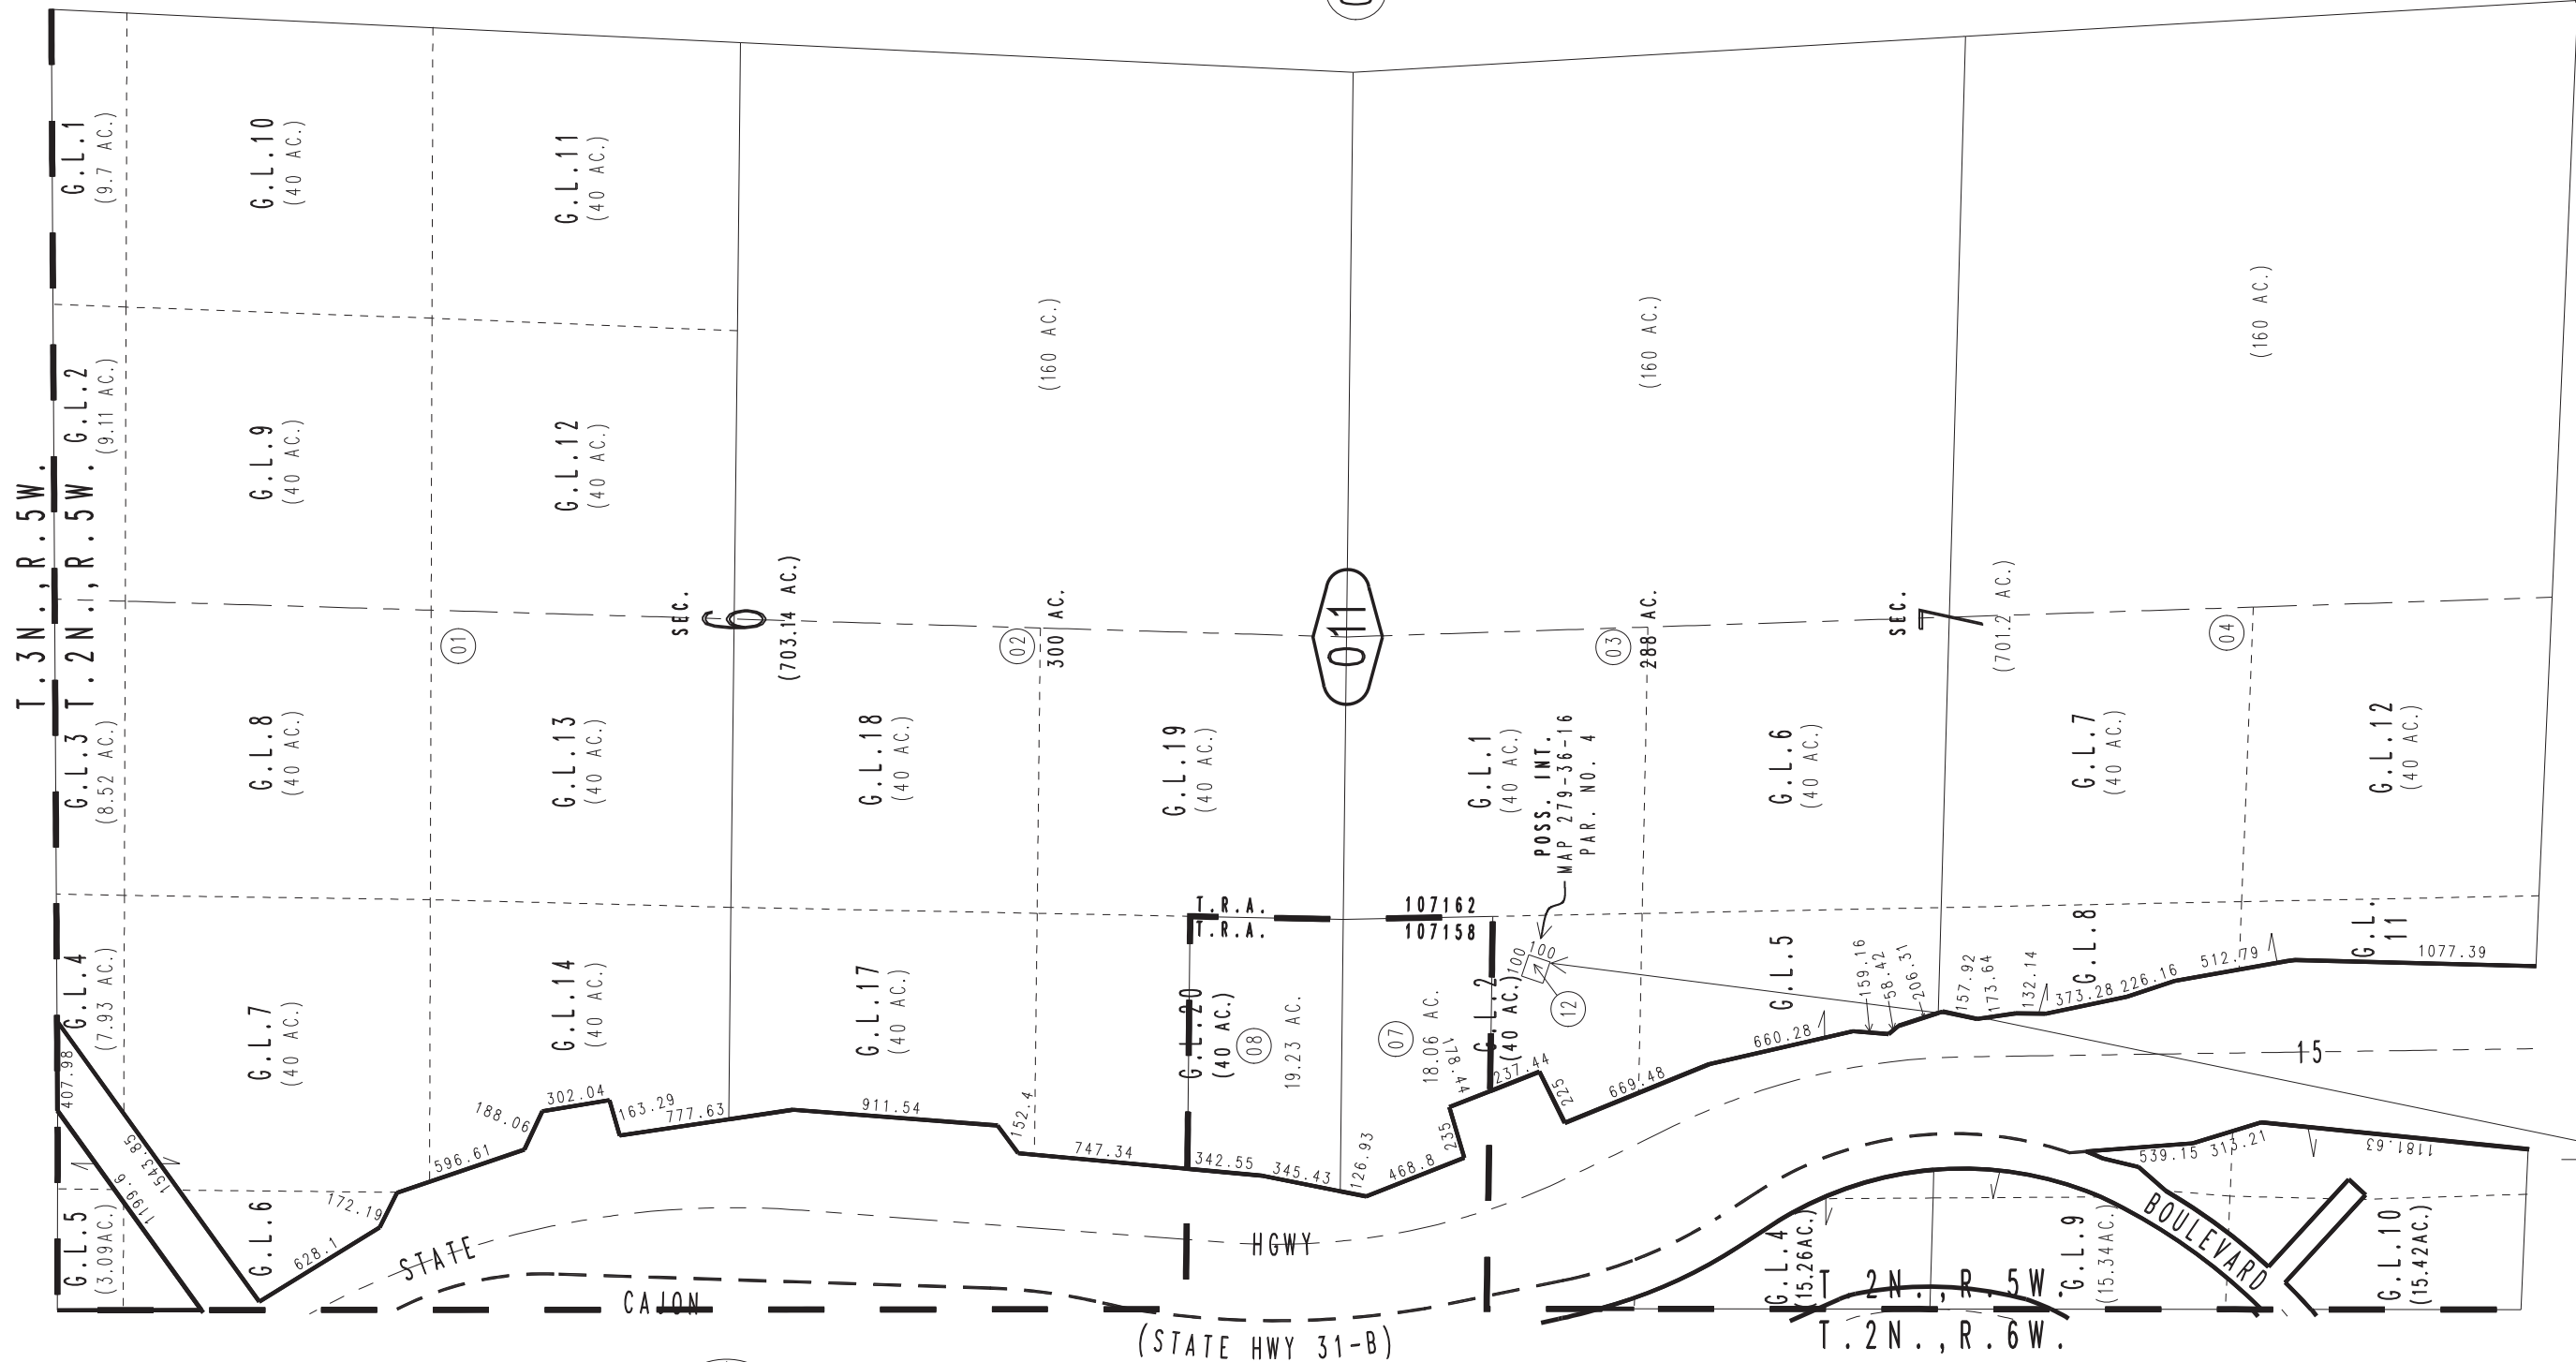 T.3N.,R.5W.
T.2N.,R.5W.
G.L.1
(9.7 AC.)
G.L.10
(40 AC.)
G.L.11
(40 AC.)
(160 AC.)
(160 AC.)
(160 AC.)
G.L.2
(9.11 AC.)
G.L.9
(40 AC.)
G.L.12
(40 AC.)
SEC.
6
(703.14 AC.)
01
02
300 AC.
011
03
288 AC.
SEC.
7
(701.2 AC.)
04
G.L.3
(8.52 AC.)
G.L.8
(40 AC.)
G.L.13
(40 AC.)
G.L.18
(40 AC.)
G.L.19
(40 AC.)
G.L.1
(40 AC.)
POSS. INT.
MAP 279-36-16
PAR. NO. 4
G.L.6
(40 AC.)
G.L.7
(40 AC.)
G.L.12
(40 AC.)
T.R.A. 107162
T.R.A. 107158
G.L.4
(7.93 AC.)
G.L.7
(40 AC.)
G.L.14
(40 AC.)
G.L.17
(40 AC.)
G.L.20
(40 AC.)
08
19.23 AC.
07
18.06 AC.
G.L.2
(40 AC.)
100
100
12
G.L.5
G.L.8
G.L.
11
407.98
1543.85
1199.6
628.1
172.19
596.61
188.06
302.04
163.29
777.63
911.54
152.4
747.34
342.55
345.43
126.93
468.8
235
178.44
237.44
225
669.48
660.28
159.16
58.42
206.31
157.92
173.64
132.14
373.28
226.16
512.79
1077.39
15
G.L.5
(3.09AC.)
G.L.6
STATE
HGWY
CAJON
BOULEVARD
(STATE HWY 31-B)
539.15
313.21
1181.63
G.L.4
(15.26AC.)
G.L.9
(15.34AC.)
G.L.10
(15.42AC.)
T.2N.,R.5W.
T.2N.,R.6W.